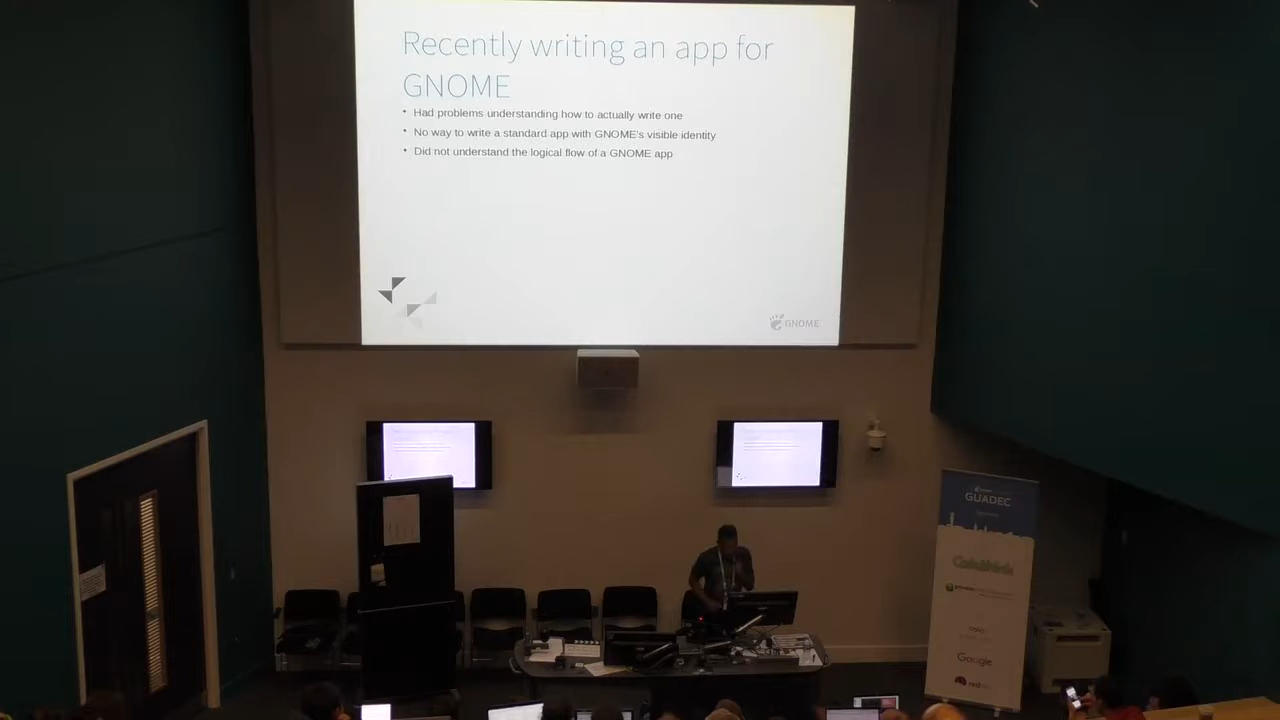 Recently writing an app for
GNOME
• Had problems understanding how to actually write one
• No way to write a standard app with GNOME's visible identity
• Did not understand the logical flow of a GNOME app
GNOME
GUADEC
Codethink
Google